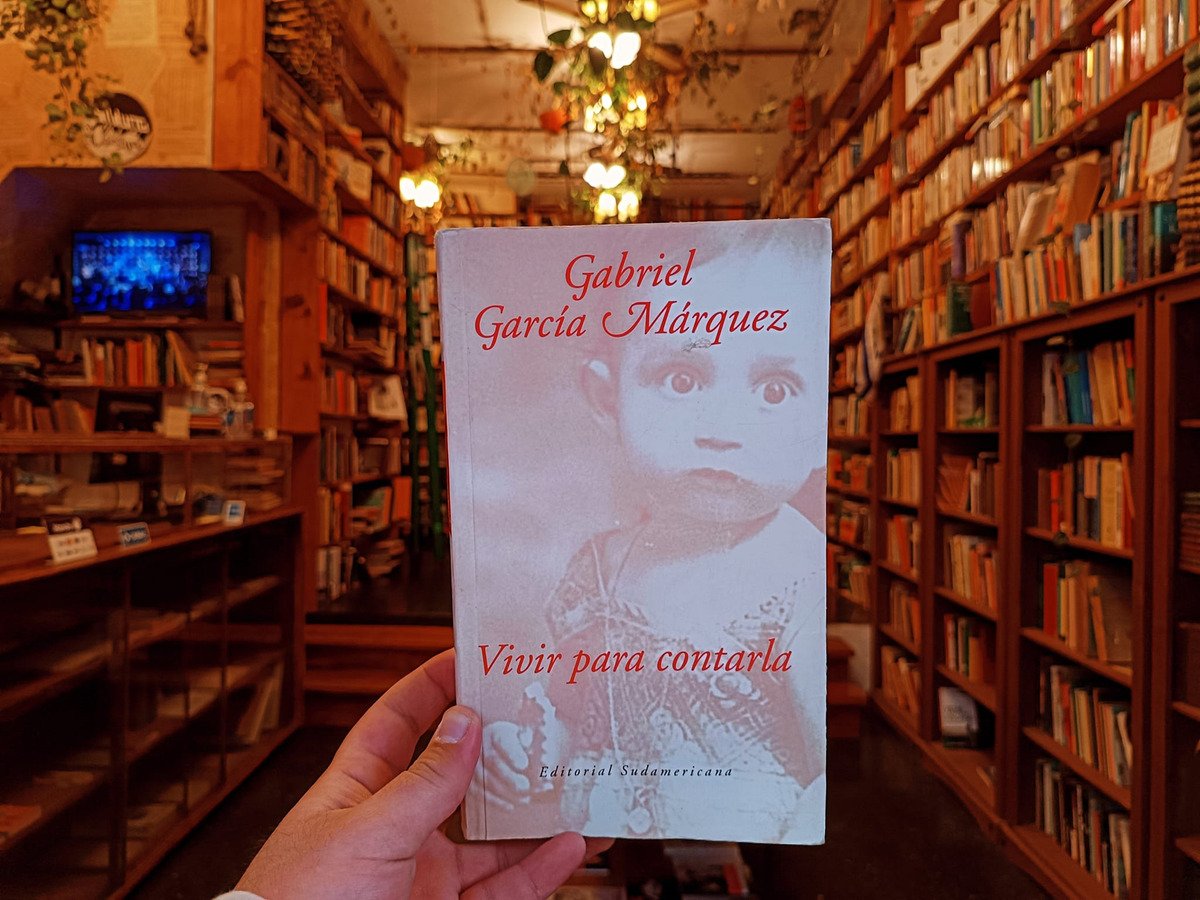 Gabriel
García Márquez
Vivir para contarla
Editorial Sudamericana